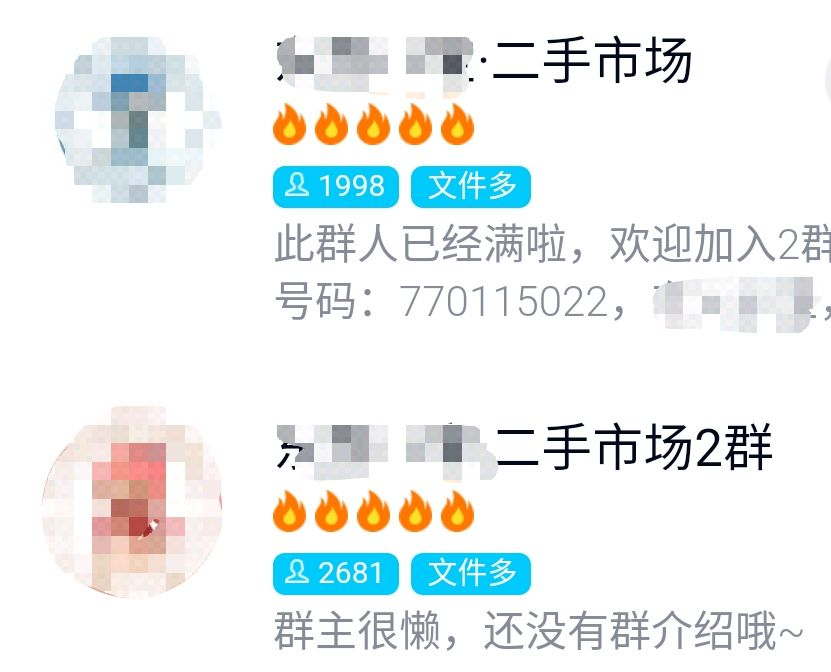 ·二手市场
1998 文件多
此群人已经满啦，欢迎加入2群
号码：770115022，
二手市场2群
2681 文件多
群主很懒，还没有群介绍哦~